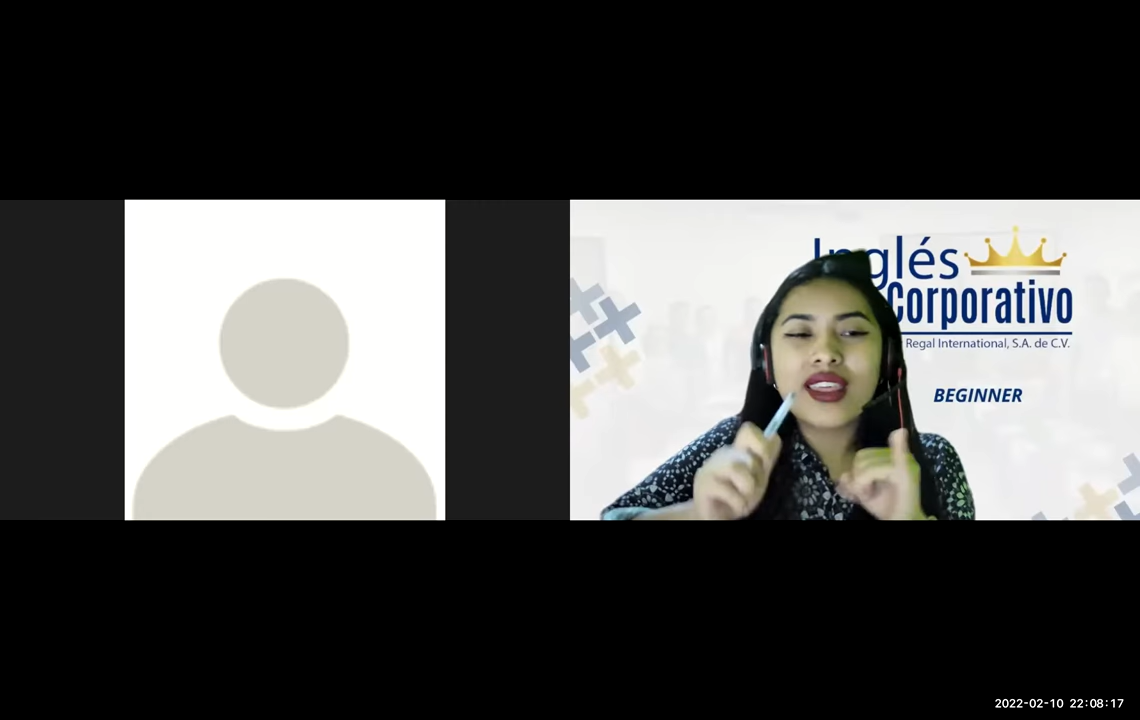 Inglés
Corporativo
Regal International, S.A. de C.V.
BEGINNER
2022-02-10 22:08:17